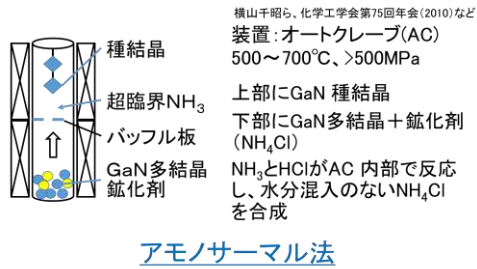 横山千昭ら、化学工学会第75回年会(2010)など
装置：オートクレーブ(AC)
500～700℃、>500MPa
種結晶
超臨界NH3
バッフル板
GaN多結晶
鉱化剤
上部にGaN 種結晶
下部にGaN多結晶＋鉱化剤
(NH4Cl)
NH3とHClがAC 内部で反応
し、水分混入のないNH4Cl
を合成
アモノサーマル法